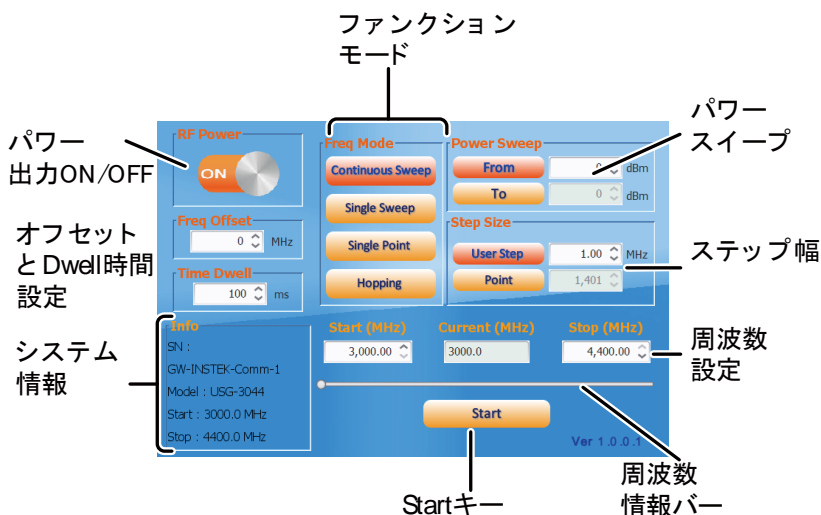 ファンクション
モード
パワー
スイープ
パワー
出力ON/OFF
オフセット
とDwell時間
設定
システム
情報
ステップ幅
周波数
設定
周波数
情報バー
Startキー
RF Power
ON
Freq Offset
0 MHz
Time Dwell
100 ms
Freq Mode
Continuous Sweep
Single Sweep
Single Point
Hopping
Power Sweep
From 0 dBm
To 0 dBm
Step Size
User Step 1.00 MHz
Point 1,401
Info
SN :
GW-INSTEK-Comm-1
Model : USG-3044
Start : 3000.0 MHz
Stop : 4400.0 MHz
Start (MHz) Current (MHz) Stop (MHz)
3,000.00 3000.0 4,400.00
Start
Ver 1.0.0.1